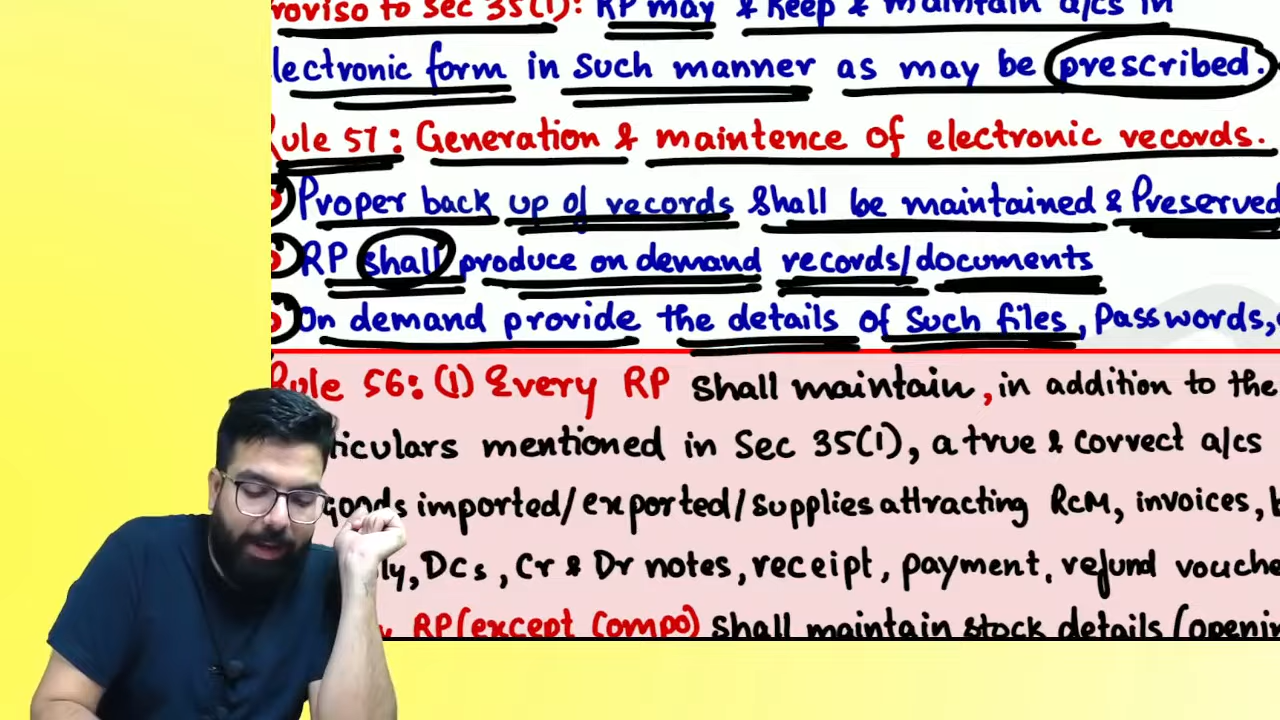 roviso to Sec 35(1): RP may & Keep & maintain a/cs in
lectronic form in such manner as may be prescribed.
Rule 57: Generation & maintence of electronic records.
Proper back up of records shall be maintained & Preserved
RP shall produce on demand records/documents
On demand provide the details of such files, Passwords,
Rule 56: (1) Every RP shall maintain, in addition to the
iculars mentioned in Sec 35(1), a true & correct a/cs
goods imported/exported/supplies attracting RCM, invoices, b
ly, DCs, Cr & Dr notes, receipt, payment, refund vouche
RP (except Compo) shall maintain stock details (openin